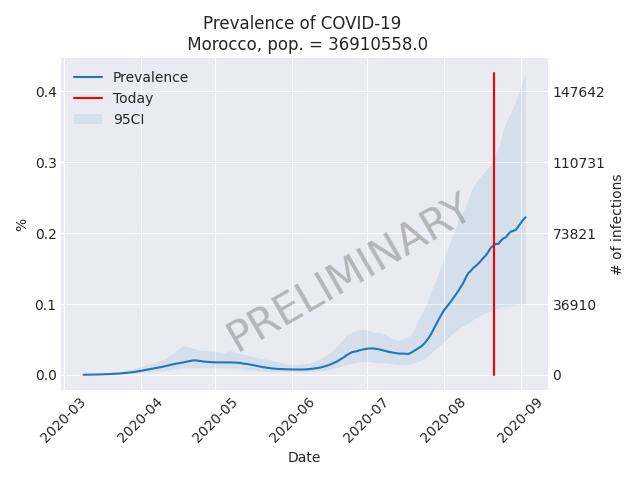 Prevalence of COVID-19
Morocco, pop. = 36910558.0
Prevalence
Today
95CI
PRELIMINARY
%
0.4
0.3
0.2
0.1
0.0
147642
110731
73821
36910
0
# of infections
2020-03
2020-04
2020-05
2020-06
2020-07
2020-08
2020-09
Date